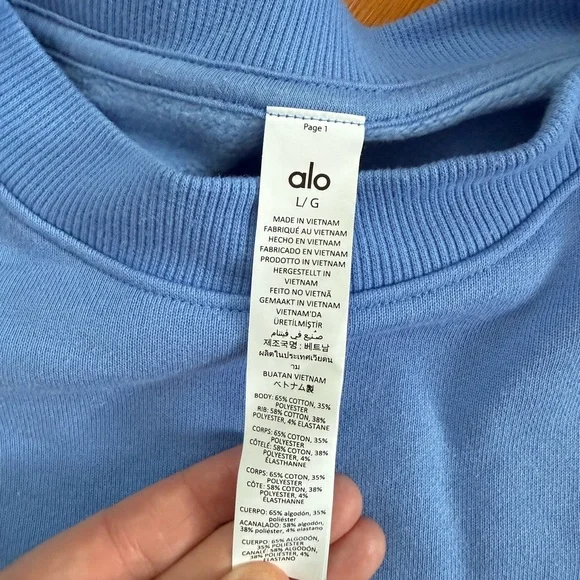 Page 1
alo
L/ G
MADE IN VIETNAM
FABRIQUÉ AU VIETNAM
HECHO EN VIETNAM
FABRICADO EN VIETNAM
PRODOTTO IN VIETNAM
HERGESTELLT IN
VIETNAM
FEITO NO VIETNÃ
GEMAAKT IN VIETNAM
VIETNAM'DA
ÜRETİLMİŞTİR
صنع في فيتنام
제조국명 : 베트남
ผลิตในประเทศเวียดน
าม
BUATAN VIETNAM
ベトナム製
BODY: 65% COTTON, 35%
POLYESTER
RIB: 58% COTTON, 38%
POLYESTER, 4% ELASTANE
CORPS: 65% COTON, 35%
POLYESTER
CÔTELÉ: 58% COTON, 38%
POLYESTER, 4%
ÉLASTHANNE
CORPS: 65% COTON, 35%
POLYESTER
CÔTE: 58% COTON, 38%
POLYESTER, 4%
ÉLASTHANNE
CUERPO: 65% algodón, 35%
poliéster
ACANALADO: 58% algodón,
38% poliéster, 4% elastano
CUERPO: 65% ALGODÓN,
35% POLIÉSTER
CANALÉ: 58% ALGODÓN,
38% POLIÉSTER, 4%
ELASTANO